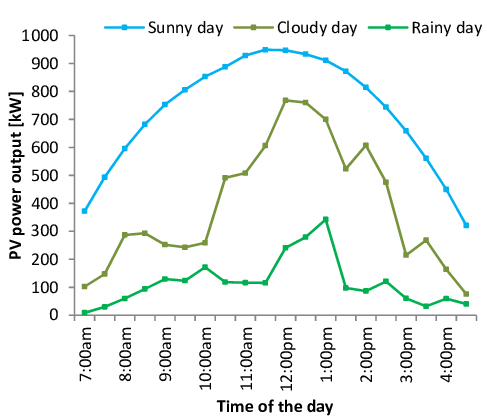 Sunny day Cloudy day Rainy day
1000
900
800
700
600
500
400
300
200
100
0
PV power output [kW]
7:00am 8:00am 9:00am 10:00am 11:00am 12:00pm 1:00pm 2:00pm 3:00pm 4:00pm
Time of the day